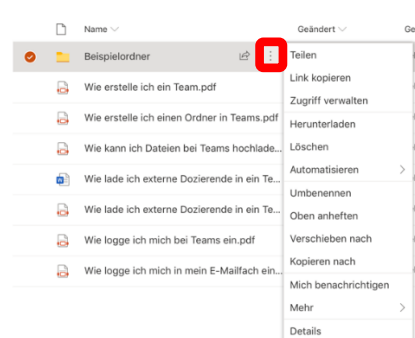 Name Geändert Ge
Beispielordner
Wie erstelle ich ein Team.pdf
Wie erstelle ich einen Ordner in Teams.pdf
Wie kann ich Dateien bei Teams hochlade...
Wie lade ich externe Dozierende in ein Te...
Wie lade ich externe Dozierende in ein Te...
Wie logge ich mich bei Teams ein.pdf
Wie logge ich mich in mein E-Mailfach ein...
Teilen
Link kopieren
Zugriff verwalten
Herunterladen
Löschen
Automatisieren
Umbenennen
Oben anheften
Verschieben nach
Kopieren nach
Mich benachrichtigen
Mehr
Details